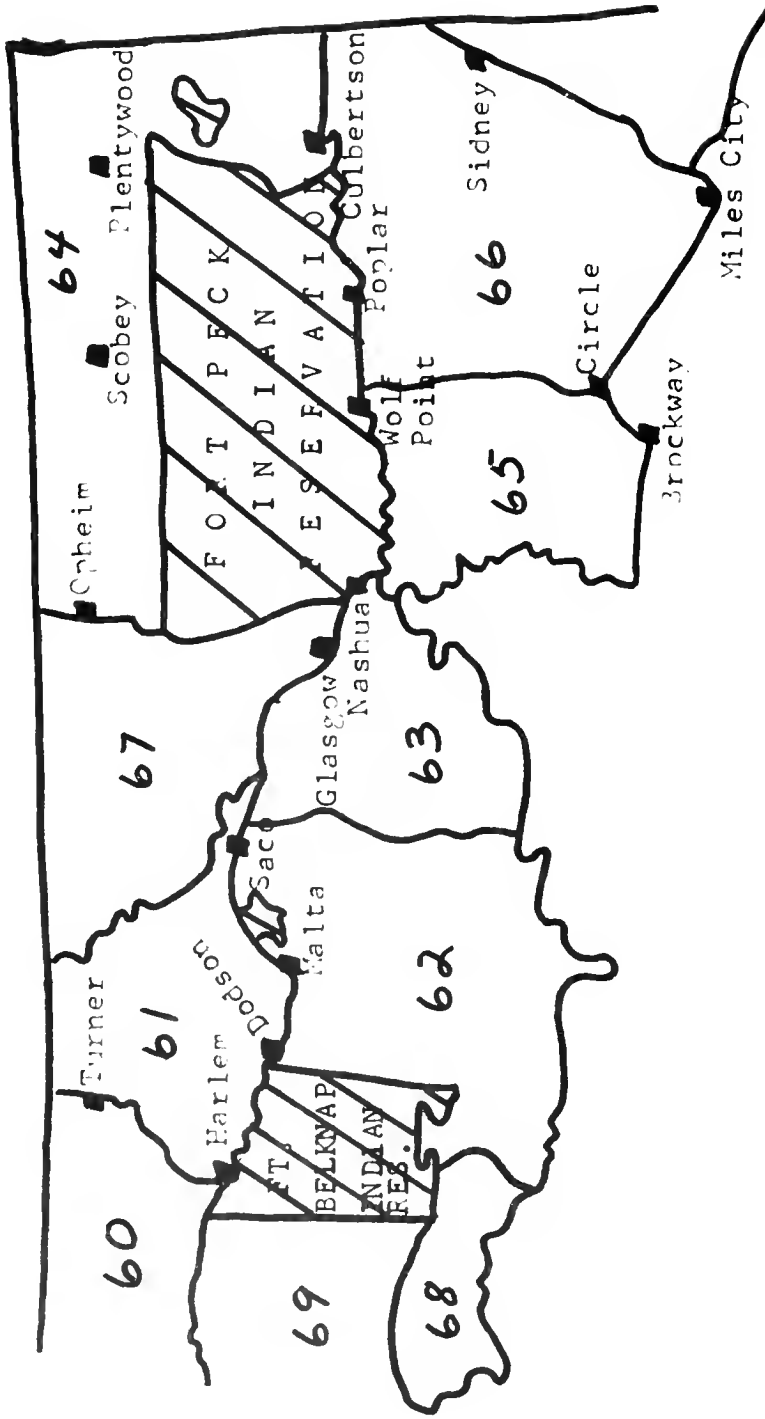 60
Turner
61
67
Opheim
Scobey
64
Plentywood
Harlem
Dodson
Malta
Saco
Glasgow
Nashua
FT.
BELKNAP
INDIAN
RES.
FORT PECK
INDIAN
RESERVATION
Wolf
Point
Poplar
Culbertson
69
68
62
63
65
66
Sidney
Circle
Brockway
Miles City